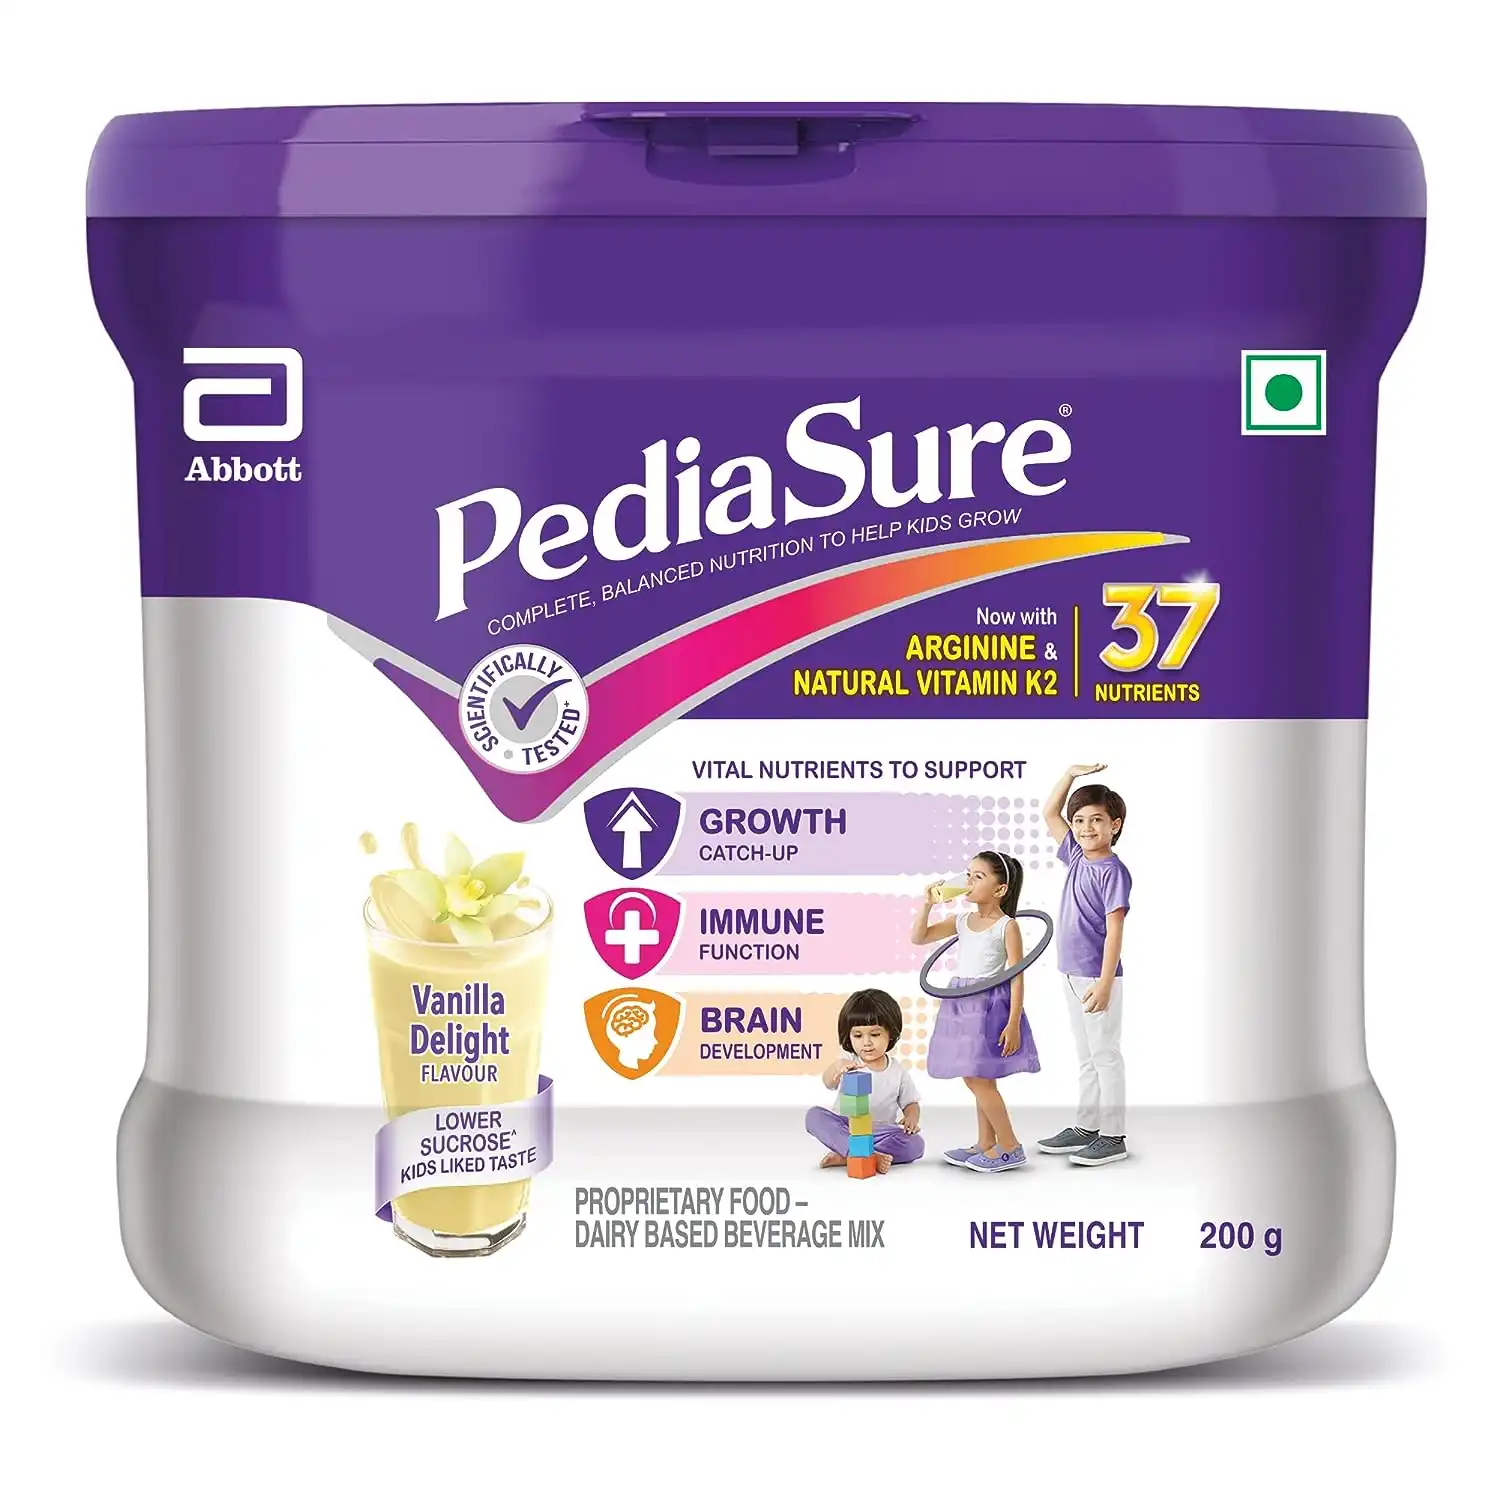 Abbott
PediaSure®
COMPLETE, BALANCED NUTRITION TO HELP KIDS GROW
Now with
ARGININE &
NATURAL VITAMIN K2
37
NUTRIENTS
SCIENTIFICALLY
• TESTED+
VITAL NUTRIENTS TO SUPPORT
GROWTH
CATCH-UP
IMMUNE
FUNCTION
BRAIN
DEVELOPMENT
Vanilla
Delight
FLAVOUR
LOWER
SUCROSE^
KIDS LIKED TASTE
PROPRIETARY FOOD –
DAIRY BASED BEVERAGE MIX
NET WEIGHT 200 g